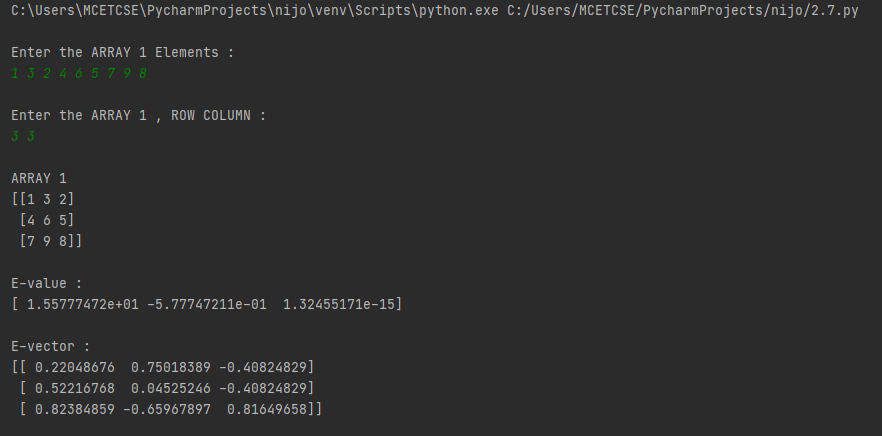 C:\Users\MCETCSE\PycharmProjects\nijo\venv\Scripts\python.exe C:/Users/MCETCSE/PycharmProjects/nijo/2.7.py
Enter the ARRAY 1 Elements :
1 3 2 4 6 5 7 9 8
Enter the ARRAY 1 , ROW COLUMN :
3 3
ARRAY 1
[[1 3 2]
 [4 6 5]
 [7 9 8]]
E-value :
[ 1.55777472e+01 -5.77747211e-01  1.32455171e-15]
E-vector :
[[ 0.22048676  0.75018389 -0.40824829]
 [ 0.52216768  0.04525246 -0.40824829]
 [ 0.82384859 -0.65967897  0.81649658]]